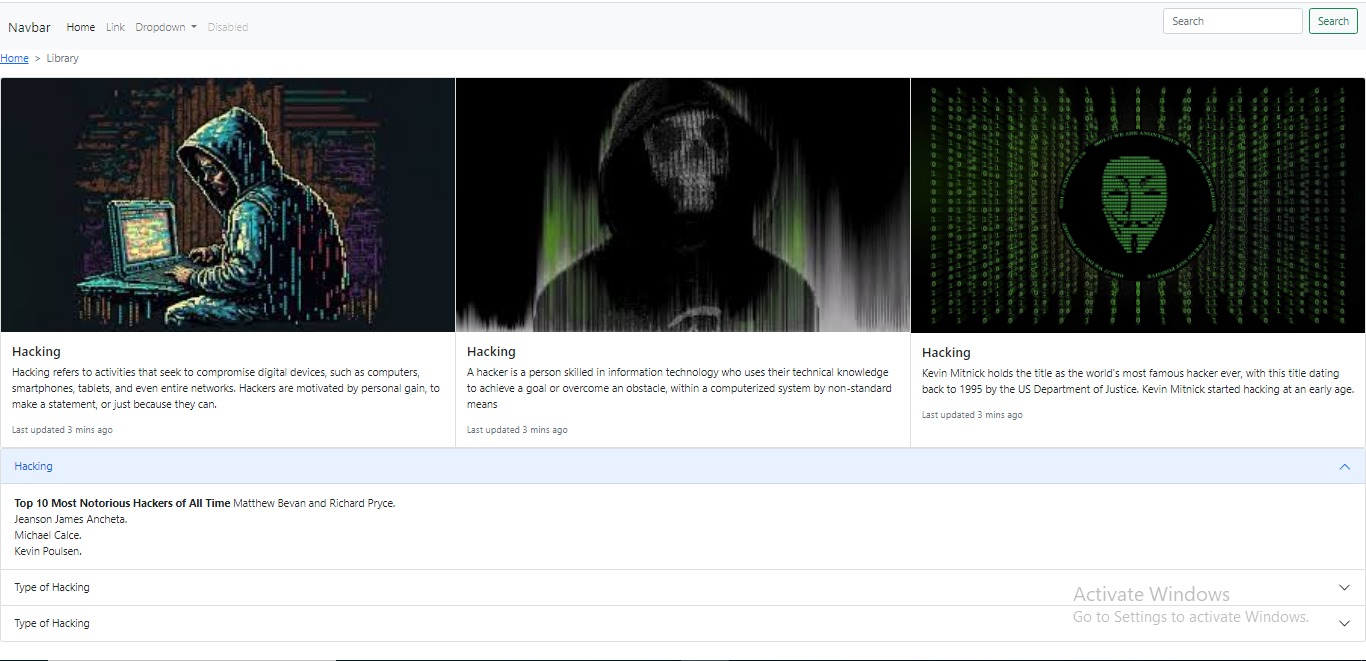 Navbar Home Link Dropdown Disabled Search Search
Home > Library
Hacking
Hacking refers to activities that seek to compromise digital devices, such as computers,
smartphones, tablets, and even entire networks. Hackers are motivated by personal gain, to
make a statement, or just because they can.
Last updated 3 mins ago
Hacking
A hacker is a person skilled in information technology who uses their technical knowledge
to achieve a goal or overcome an obstacle, within a computerized system by non-standard
means
Last updated 3 mins ago
Hacking
Kevin Mitnick holds the title as the world's most famous hacker ever, with this title dating
back to 1995 by the US Department of Justice. Kevin Mitnick started hacking at an early age.
Last updated 3 mins ago
Hacking
Top 10 Most Notorious Hackers of All Time Matthew Bevan and Richard Pryce.
Jeanson James Ancheta.
Michael Calce.
Kevin Poulsen.
Type of Hacking
Type of Hacking
Activate Windows
Go to Settings to activate Windows.